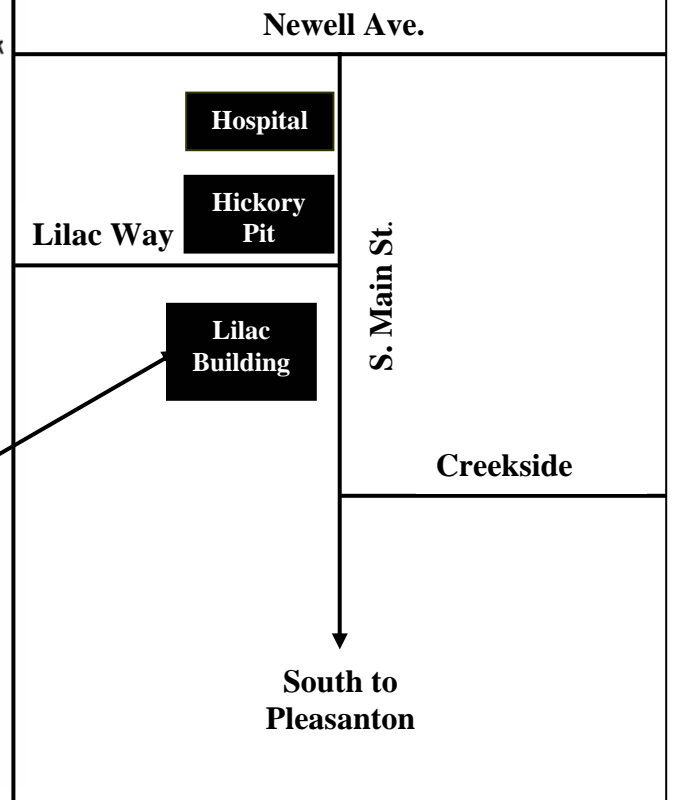 Newell Ave.
Hospital
Hickory
Pit
Lilac Way
S. Main St.
Lilac
Building
Creekside
South to
Pleasanton